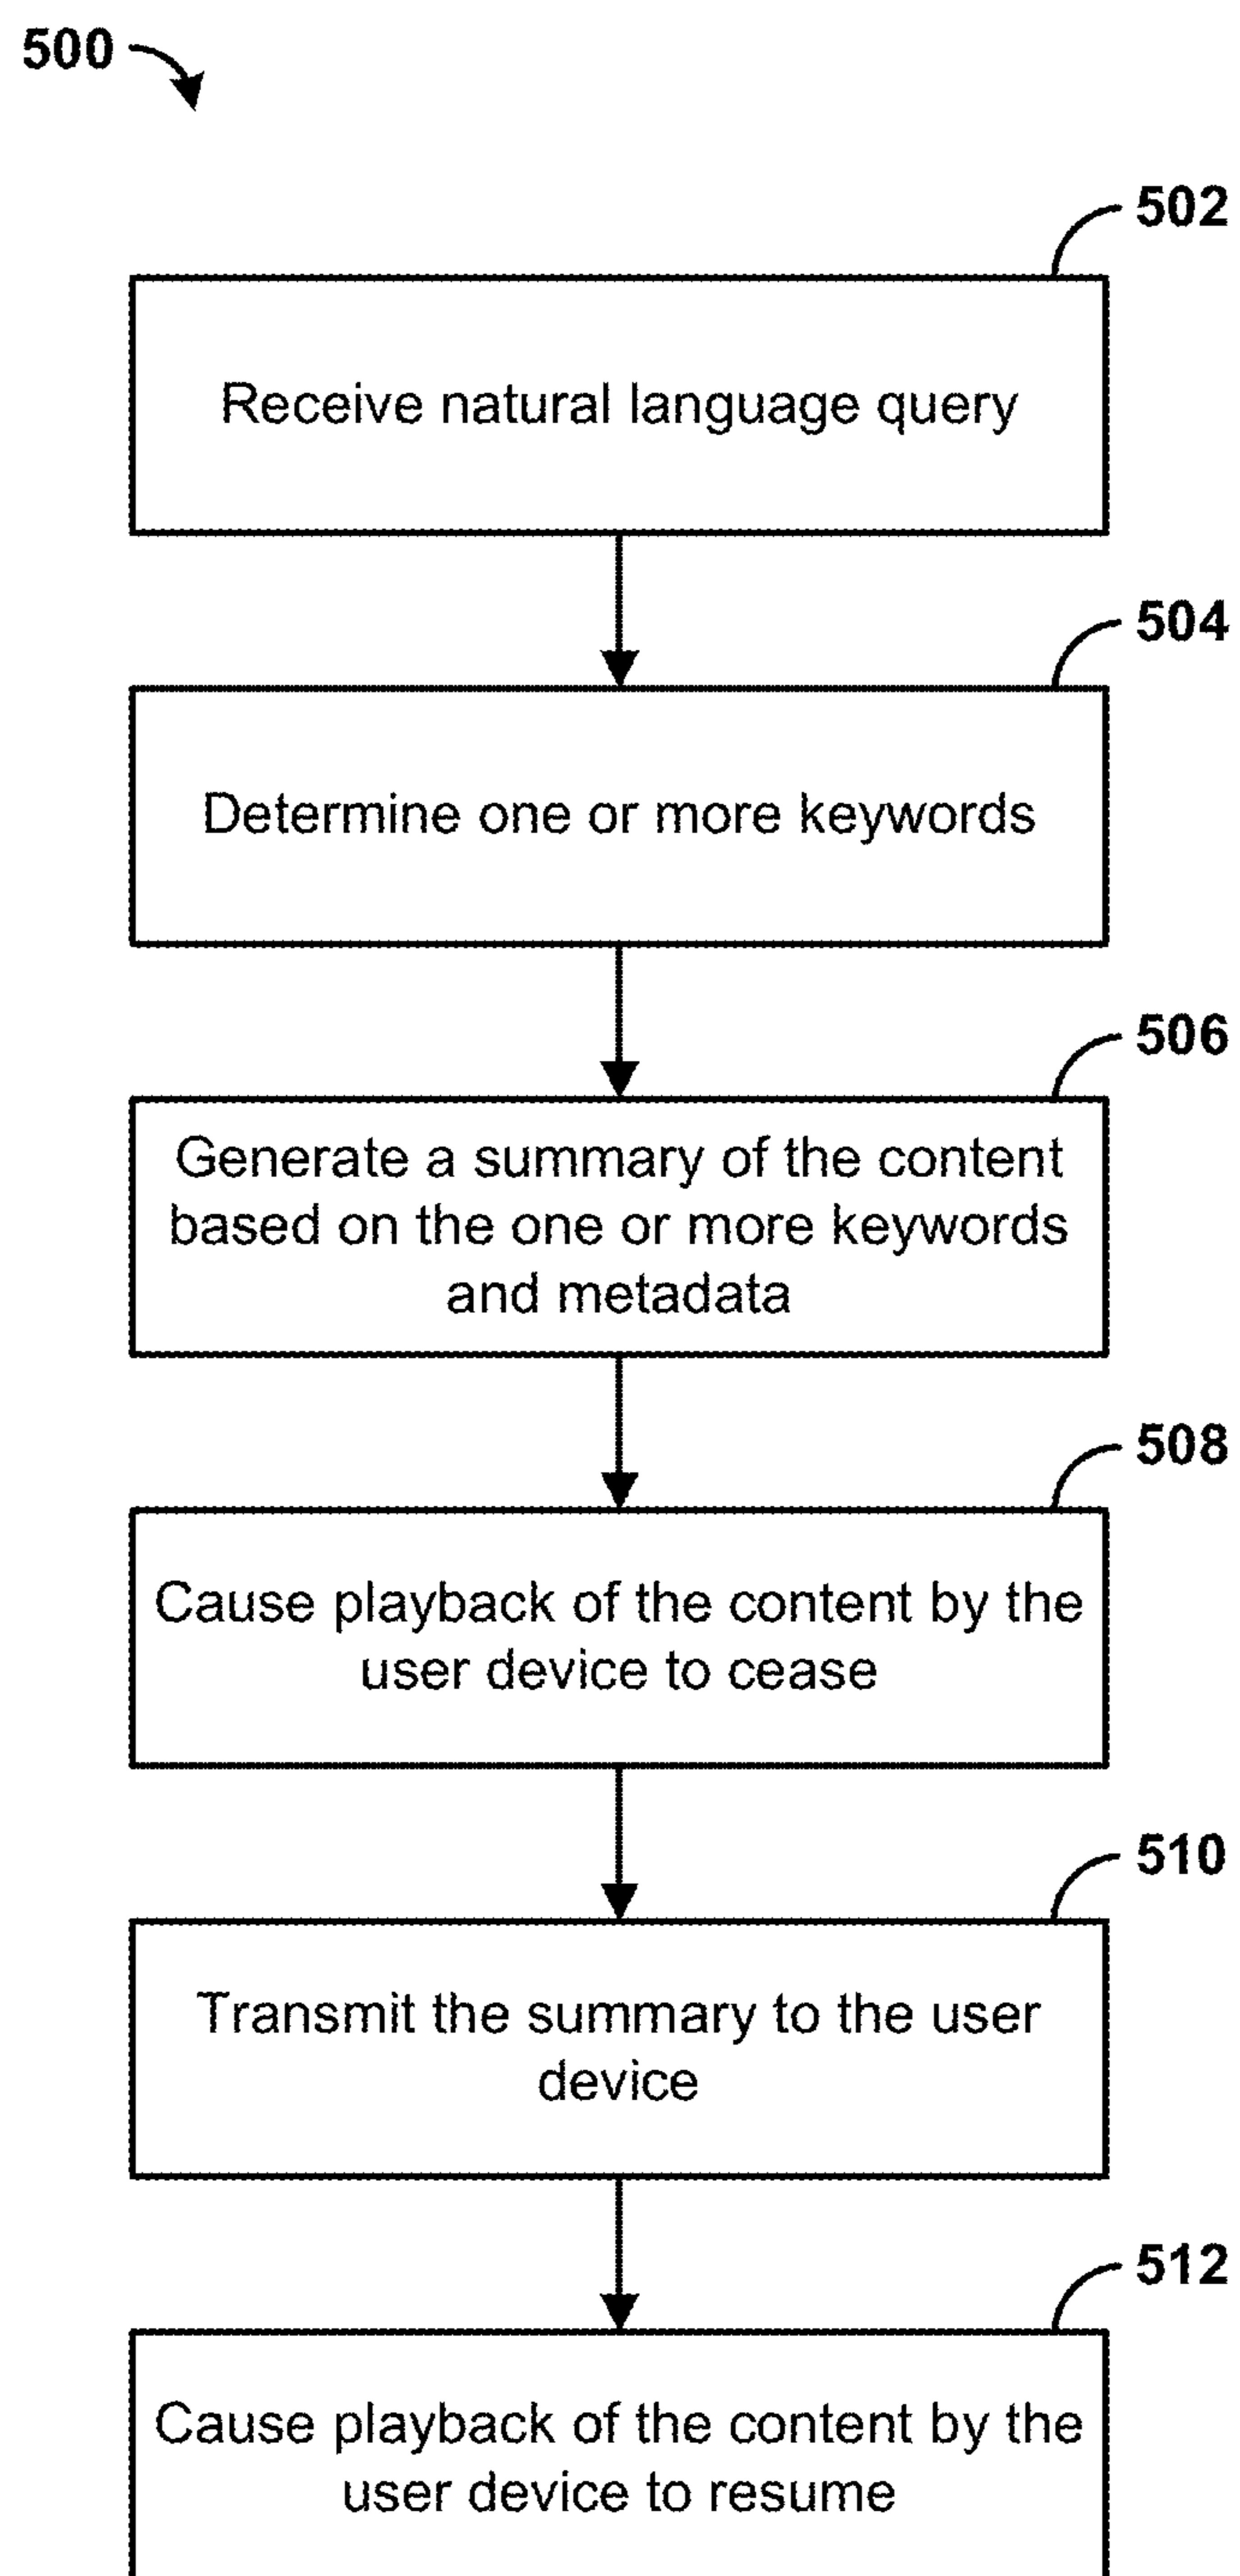 500
502
Receive natural language query
504
Determine one or more keywords
506
Generate a summary of the content
based on the one or more keywords
and metadata
508
Cause playback of the content by the
user device to cease
510
Transmit the summary to the user
device
512
Cause playback of the content by the
user device to resume